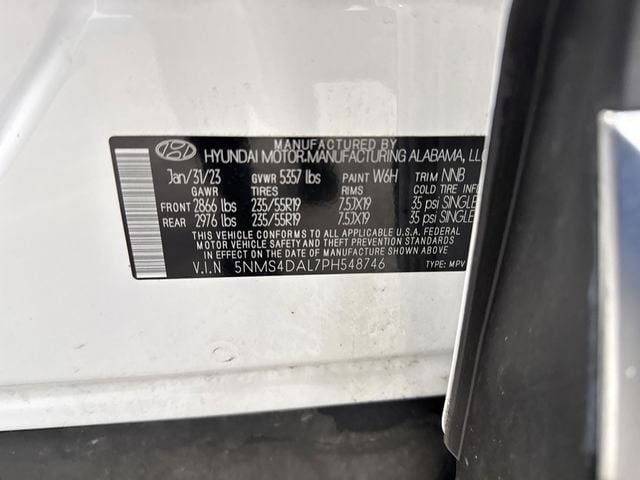 MANUFACTURED BY
HYUNDAI MOTOR MANUFACTURING ALABAMA, LLC
Jan/31/23 GVWR 5357 lbs PAINT W6H TRIM NNB
GAWR TIRES RIMS COLD TIRE INFL
FRONT 2866 lbs 235/55R19 7.5JX19 35 psi SINGLE
REAR 2976 lbs 235/55R19 7.5JX19 35 psi SINGLE
THIS VEHICLE CONFORMS TO ALL APPLICABLE U.S.A. FEDERAL
MOTOR VEHICLE SAFETY AND THEFT PREVENTION STANDARDS
IN EFFECT ON THE DATE OF MANUFACTURE SHOWN ABOVE.
V.I.N 5NMS4DAL7PH548746 TYPE: MPV